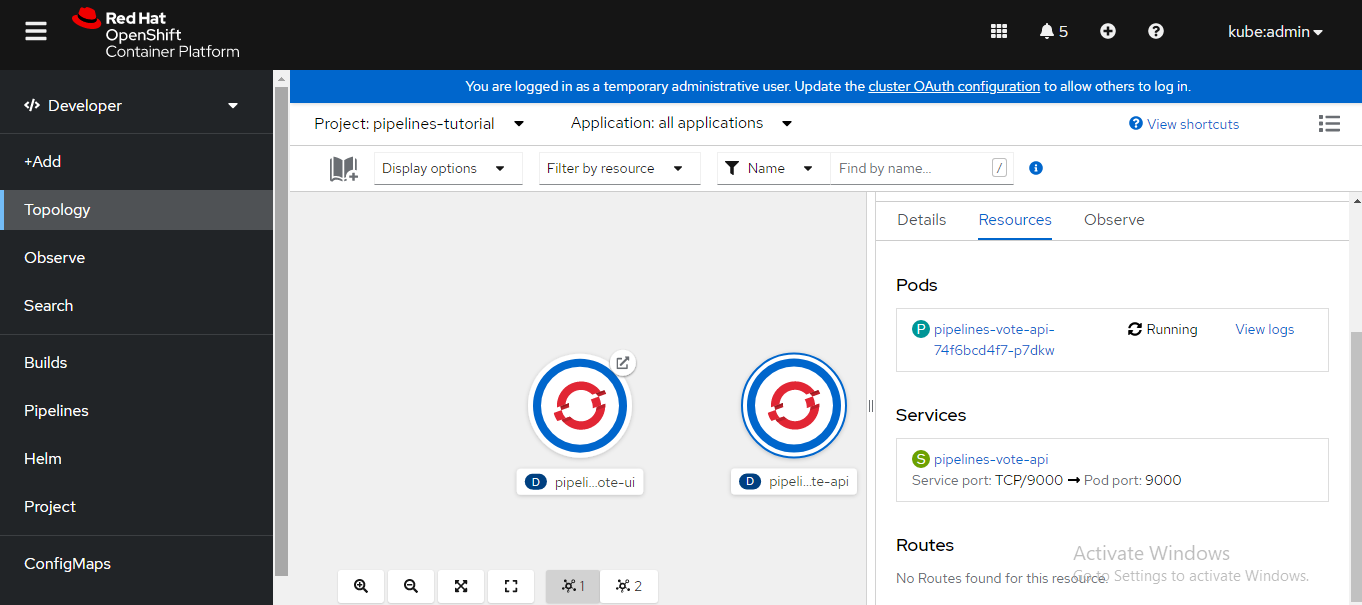 Red Hat
OpenShift
Container Platform
5
kube:admin
</> Developer
+Add
Topology
Observe
Search
Builds
Pipelines
Helm
Project
ConfigMaps
You are logged in as a temporary administrative user. Update the cluster OAuth configuration to allow others to log in.
Project: pipelines-tutorial
Application: all applications
View shortcuts
Display options
Filter by resource
Name
Find by name...
/
pipeli...ote-ui
D
pipeli...te-api
D
1
2
Details
Resources
Observe
Pods
P pipelines-vote-api-
74f6bcd4f7-p7dkw
Running
View logs
Services
S pipelines-vote-api
Service port: TCP/9000 → Pod port: 9000
Routes
No Routes found for this resource.
Activate Windows
Go to Settings to activate Windows.